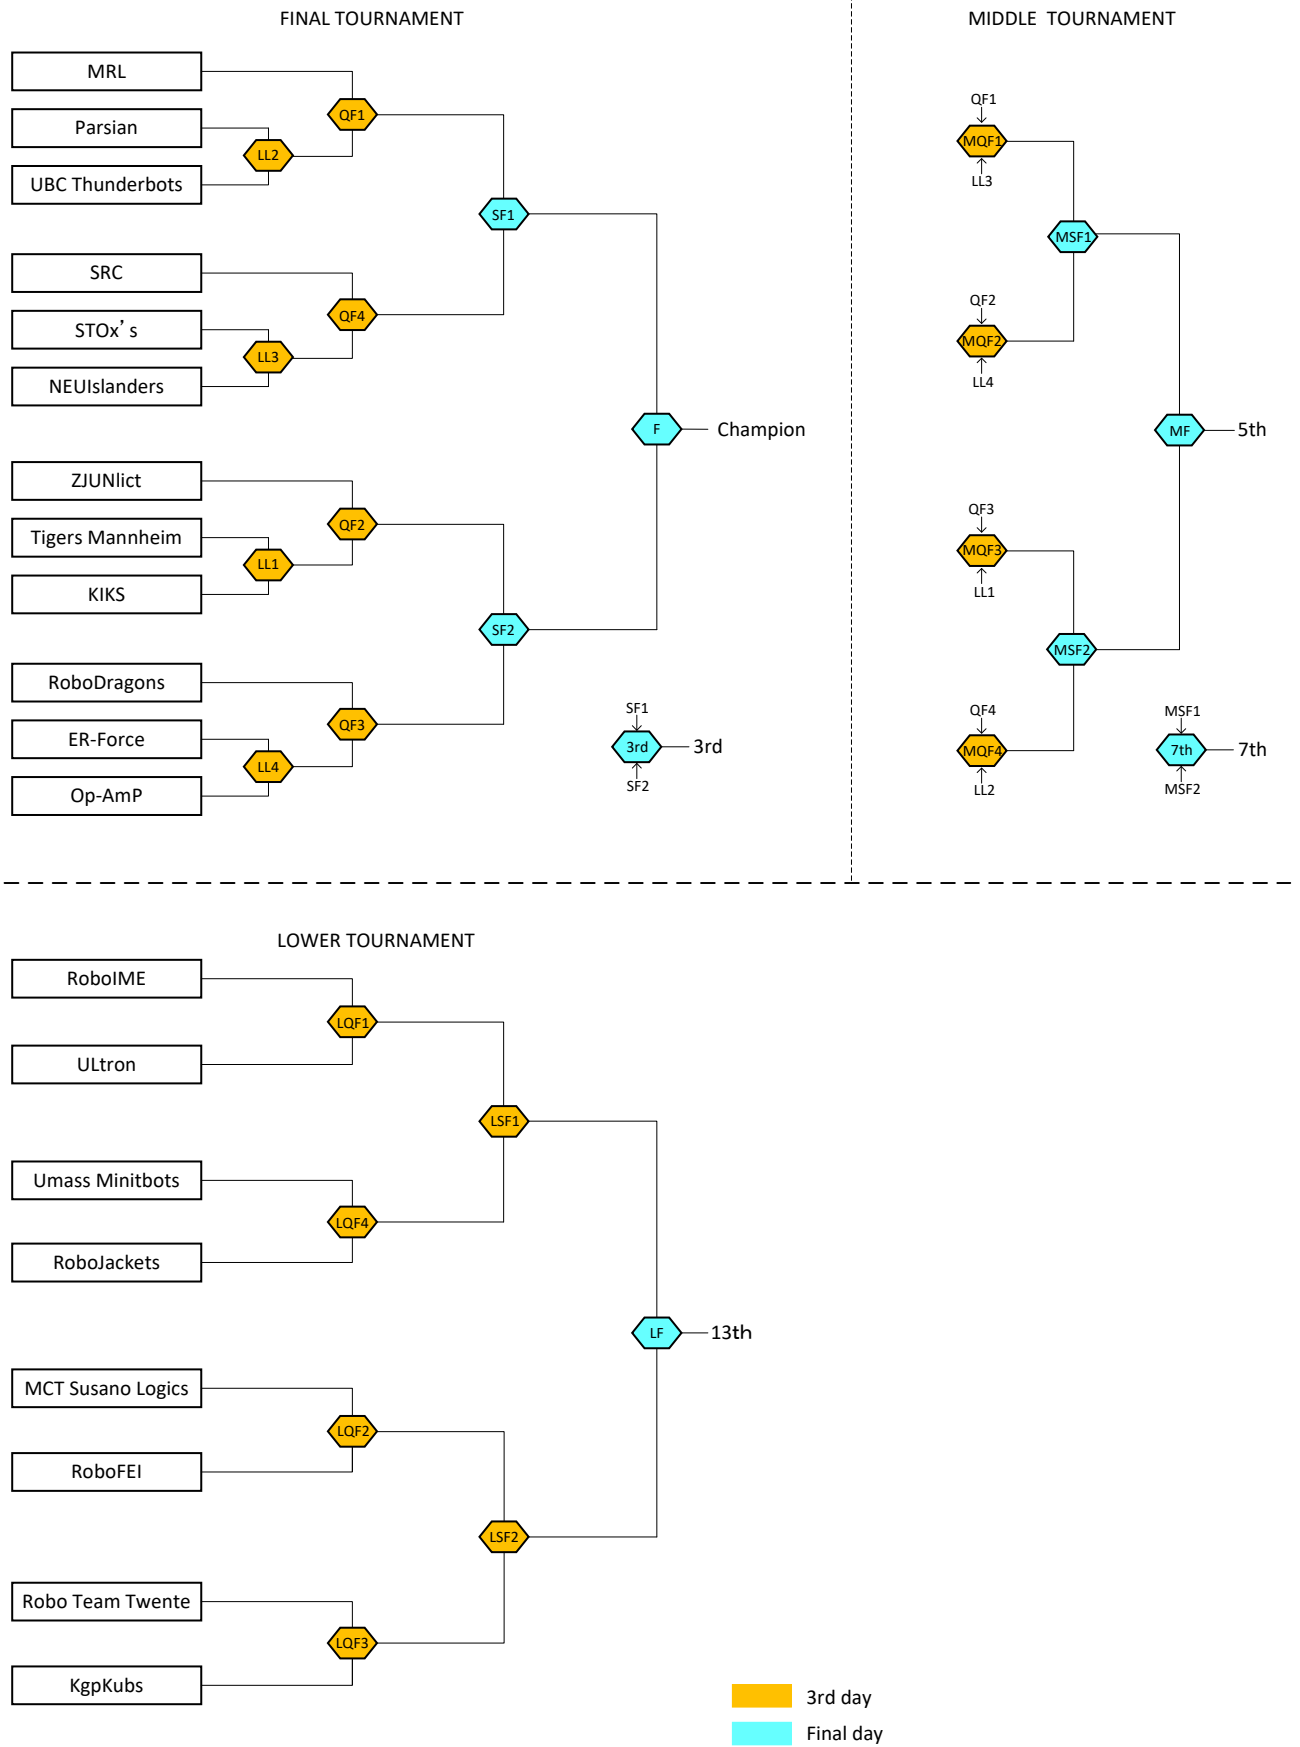 FINAL TOURNAMENT
MRL
Parsian
UBC Thunderbots
LL2
QF1
SRC
STOx’s
NEUIslanders
LL3
QF4
SF1
ZJUNlict
Tigers Mannheim
KIKS
LL1
QF2
RoboDragons
ER-Force
Op-AmP
LL4
QF3
SF2
F
Champion
SF1
3rd
3rd
SF2
MIDDLE TOURNAMENT
QF1
MQF1
LL3
MSF1
QF2
MQF2
LL4
MF
5th
QF3
MQF3
LL1
MSF2
QF4
MQF4
LL2
MSF1
7th
7th
MSF2
LOWER TOURNAMENT
RoboIME
LQF1
ULtron
LSF1
Umass Minitbots
LQF4
RoboJackets
LF
13th
MCT Susano Logics
LQF2
RoboFEI
LSF2
Robo Team Twente
LQF3
KgpKubs
3rd day
Final day